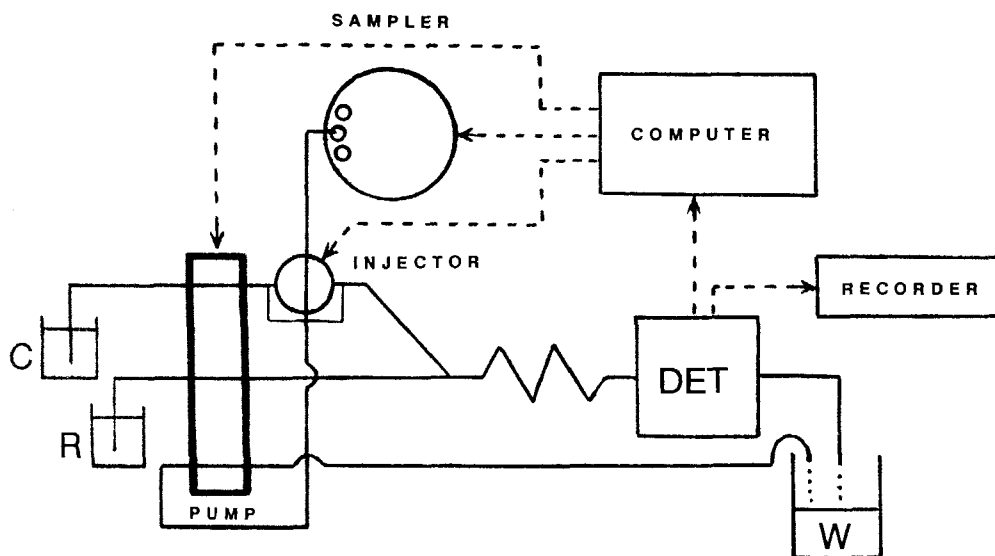 SAMPLER
COMPUTER
INJECTOR
RECORDER
C
DET
R
PUMP
W